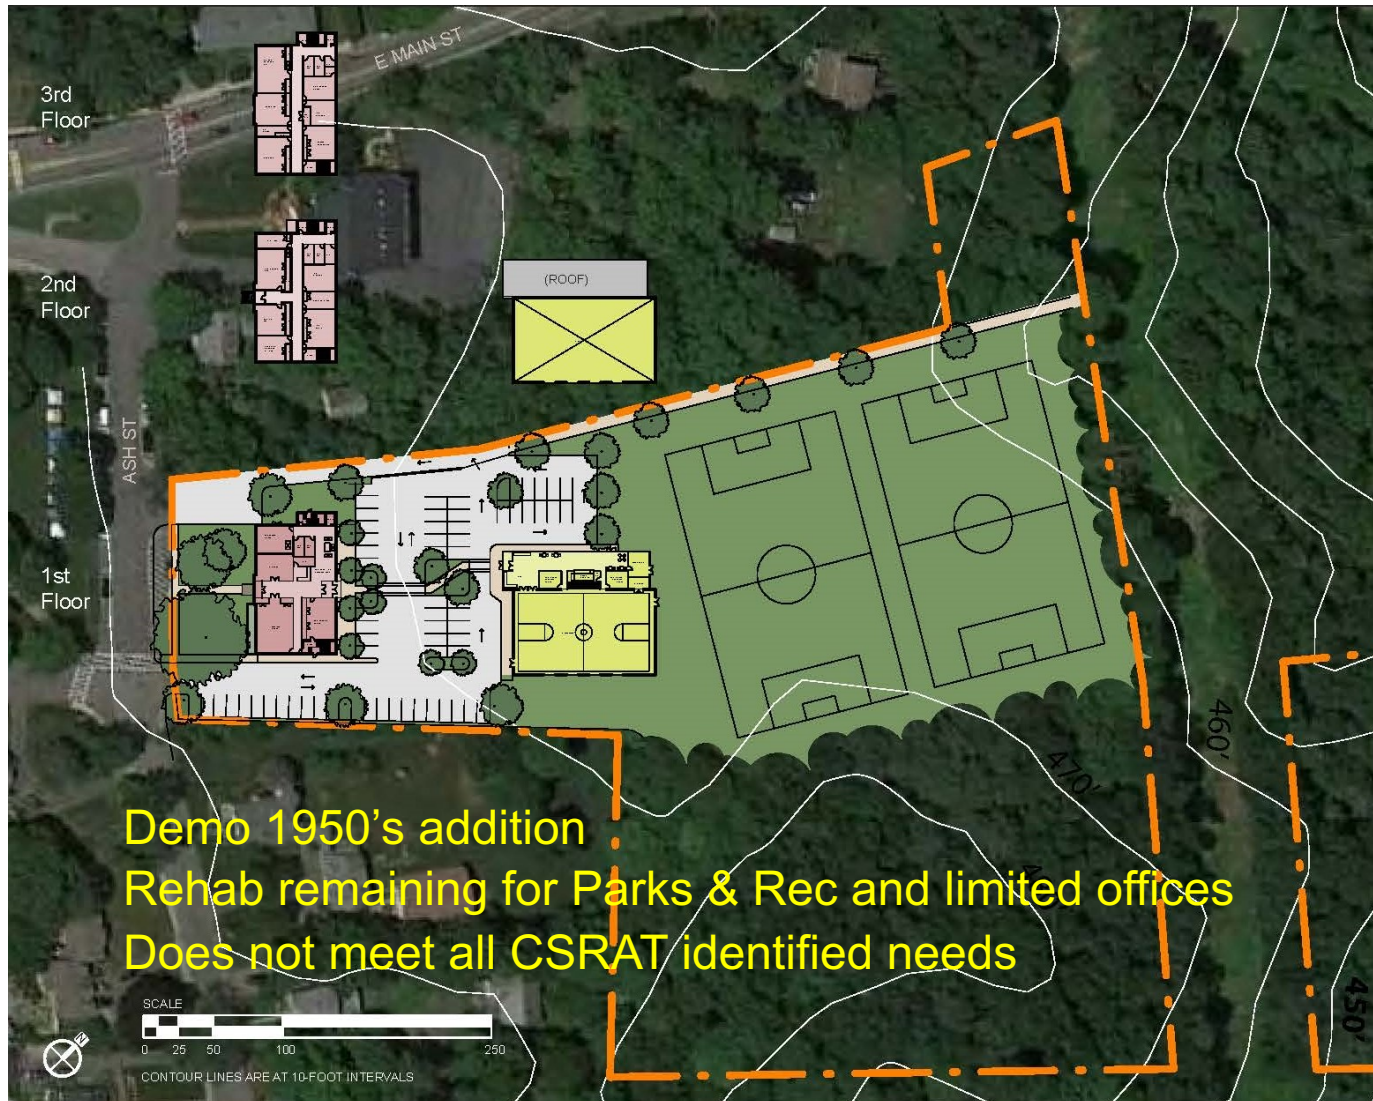 E MAIN ST
3rd
Floor
2nd
Floor
(ROOF)
ASH ST
1st
Floor
460'
470'
Demo 1950's addition
Rehab remaining for Parks & Rec and limited offices
Does not meet all CSRAT identified needs
450'
SCALE
0 25 50 100 250
N
CONTOUR LINES ARE AT 10-FOOT INTERVALS